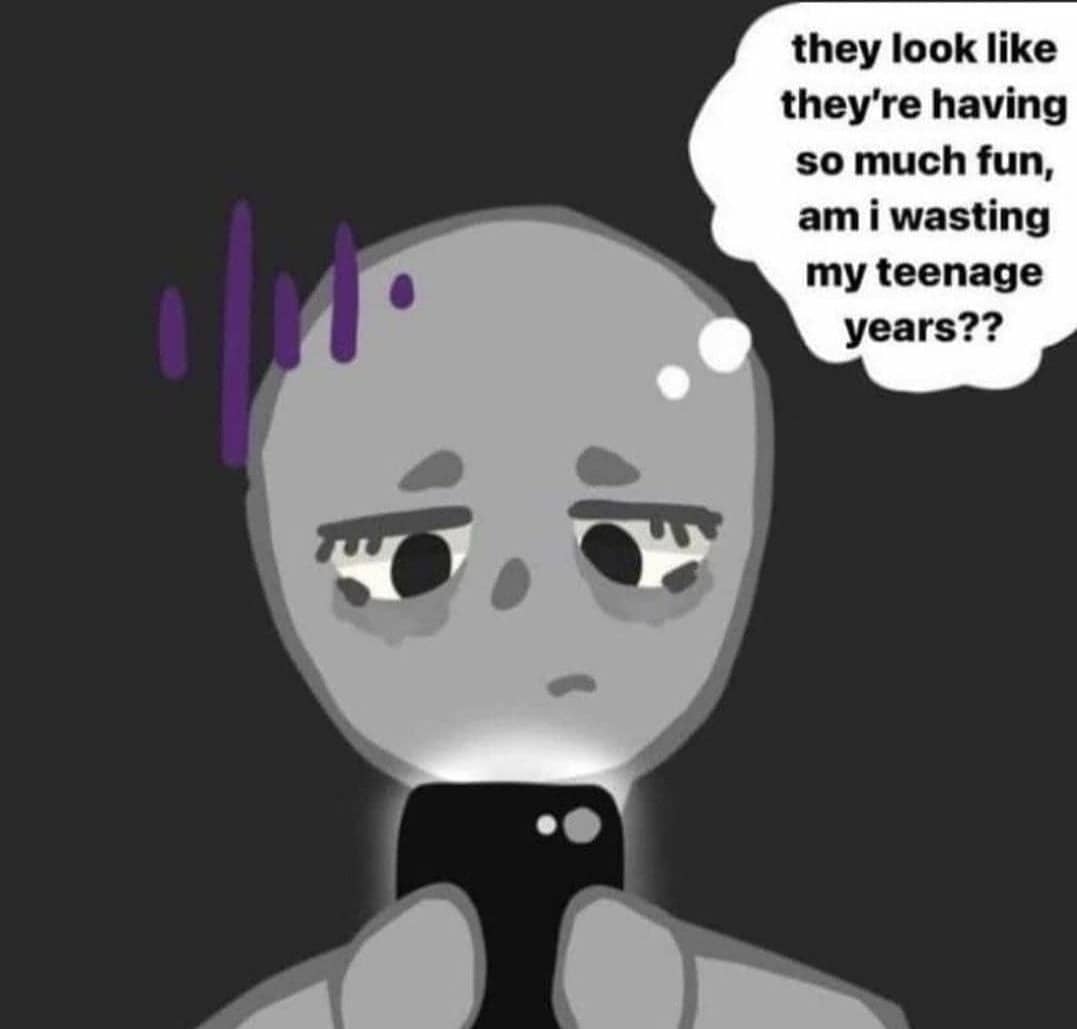 they look like
they're having
so much fun,
am i wasting
my teenage
years??